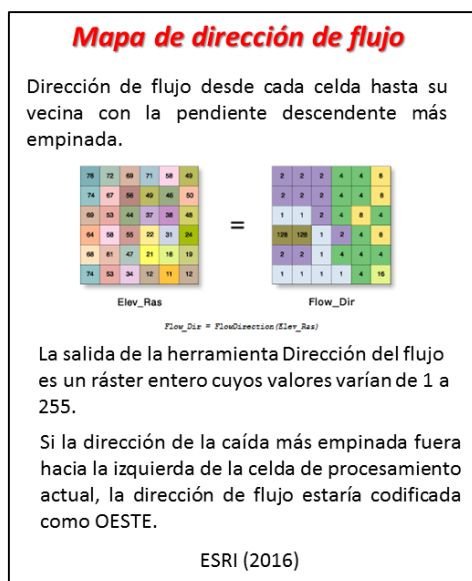 Mapa de dirección de flujo
Dirección de flujo desde cada celda hasta su
vecina con la pendiente descendente más
empinada.
78 72 69 71 58 49
74 67 56 49 46 50
69 53 44 37 38 48
64 58 55 22 31 24
68 61 47 21 16 19
74 53 34 12 11 12
Elev_Ras
=
2 2 2 4 4 8
2 2 2 4 4 8
1 1 2 4 8 4
128 128 1 2 4 8
2 2 1 4 4 4
1 1 1 1 4 16
Flow_Dir
Flow_Dir = FlowDirection(Elev_Ras)
La salida de la herramienta Dirección del flujo
es un ráster entero cuyos valores varían de 1 a
255.
Si la dirección de la caída más empinada fuera
hacia la izquierda de la celda de procesamiento
actual, la dirección de flujo estaría codificada
como OESTE.
ESRI (2016)